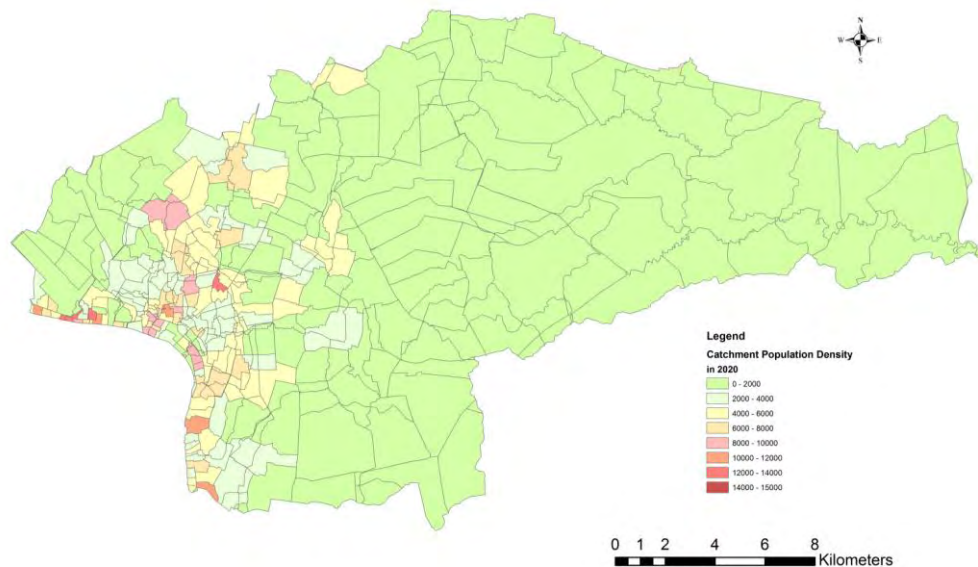 N
W E
S
Legend
Catchment Population Density
in 2020
0 - 2000
2000 - 4000
4000 - 6000
6000 - 8000
8000 - 10000
10000 - 12000
12000 - 14000
14000 - 15000
0 1 2 4 6 8
Kilometers